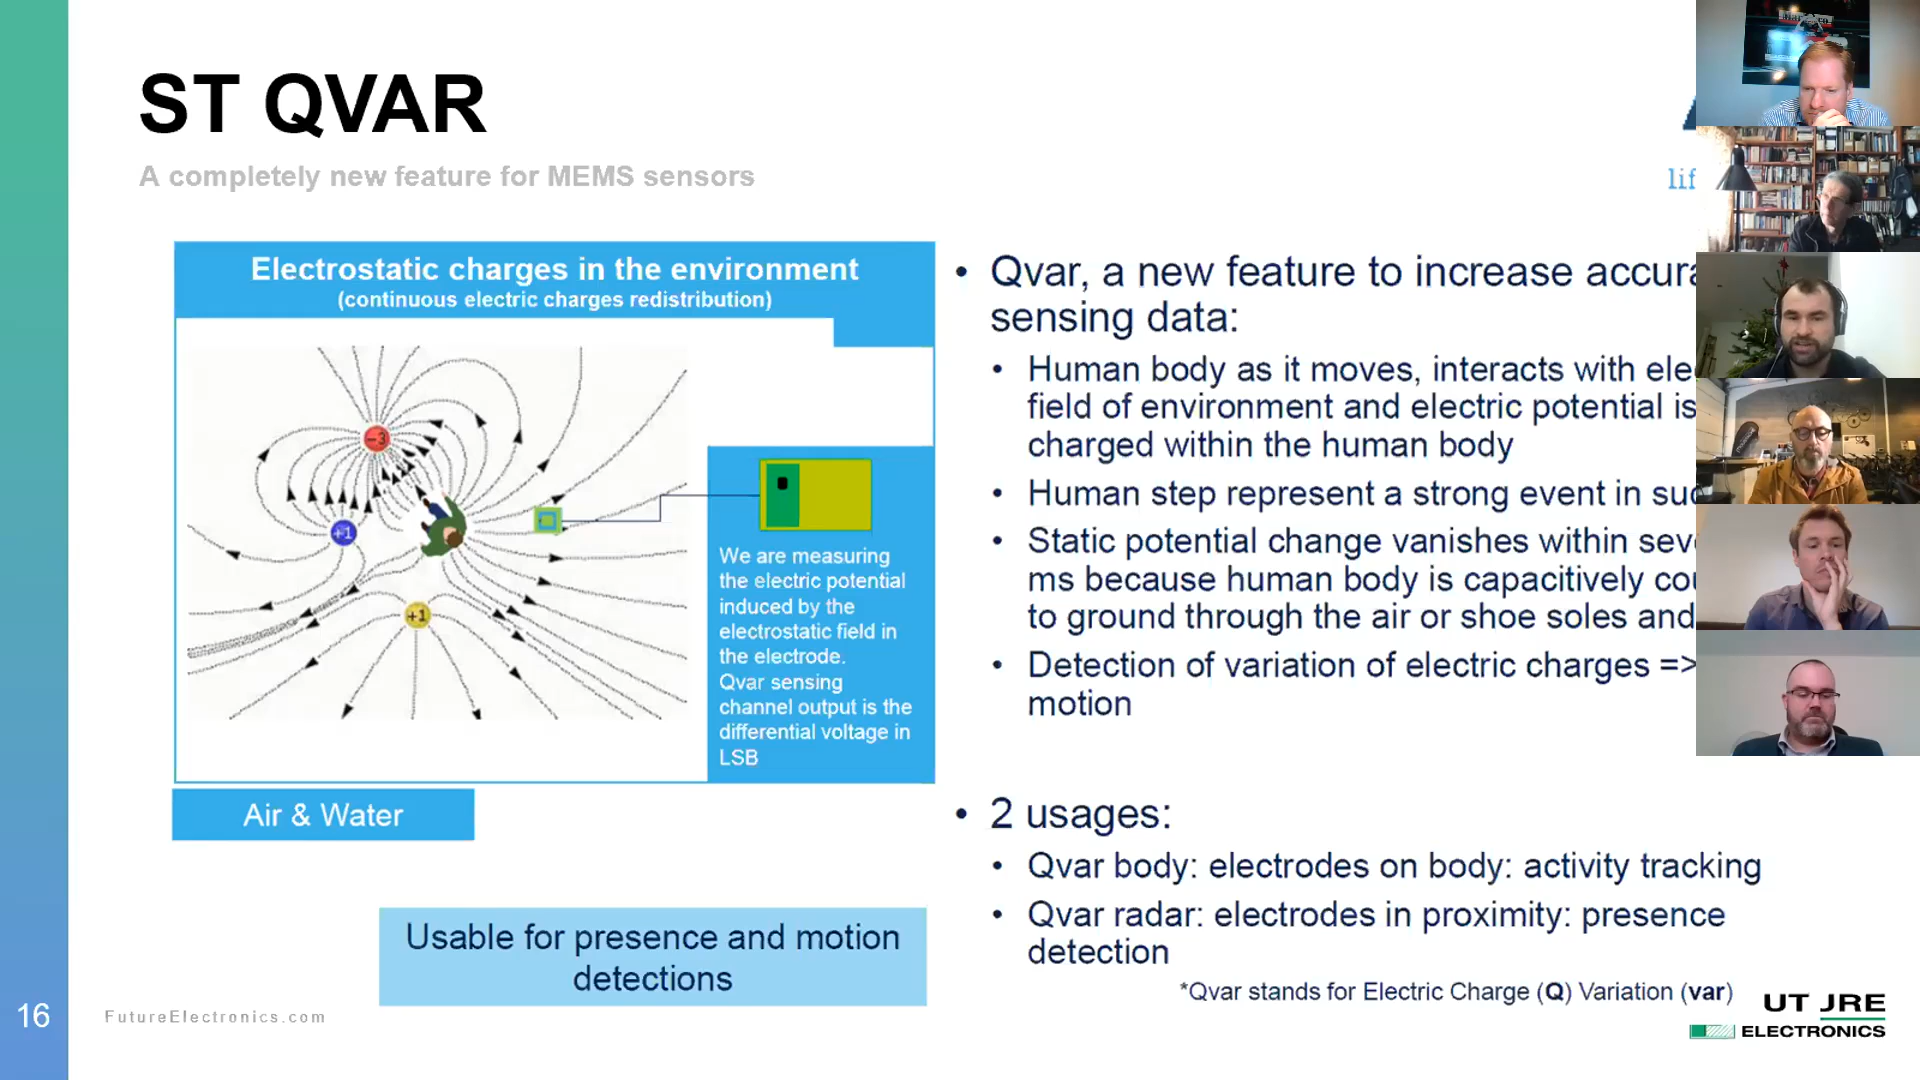 ST QVAR
A completely new feature for MEMS sensors
lif
Electrostatic charges in the environment
(continuous electric charges redistribution)
-3
+1
+1
We are measuring
the electric potential
induced by the
electrostatic field in
the electrode.
Qvar sensing
channel output is the
differential voltage in
LSB
Air & Water
Usable for presence and motion
detections
• Qvar, a new feature to increase accura
sensing data:
• Human body as it moves, interacts with ele
field of environment and electric potential is
charged within the human body
• Human step represent a strong event in suc
• Static potential change vanishes within sev
ms because human body is capacitively cou
to ground through the air or shoe soles and
• Detection of variation of electric charges =>
motion
• 2 usages:
• Qvar body: electrodes on body: activity tracking
• Qvar radar: electrodes in proximity: presence
detection
*Qvar stands for Electric Charge (Q) Variation (var)
16
FutureElectronics.com
UT JRE
ELECTRONICS